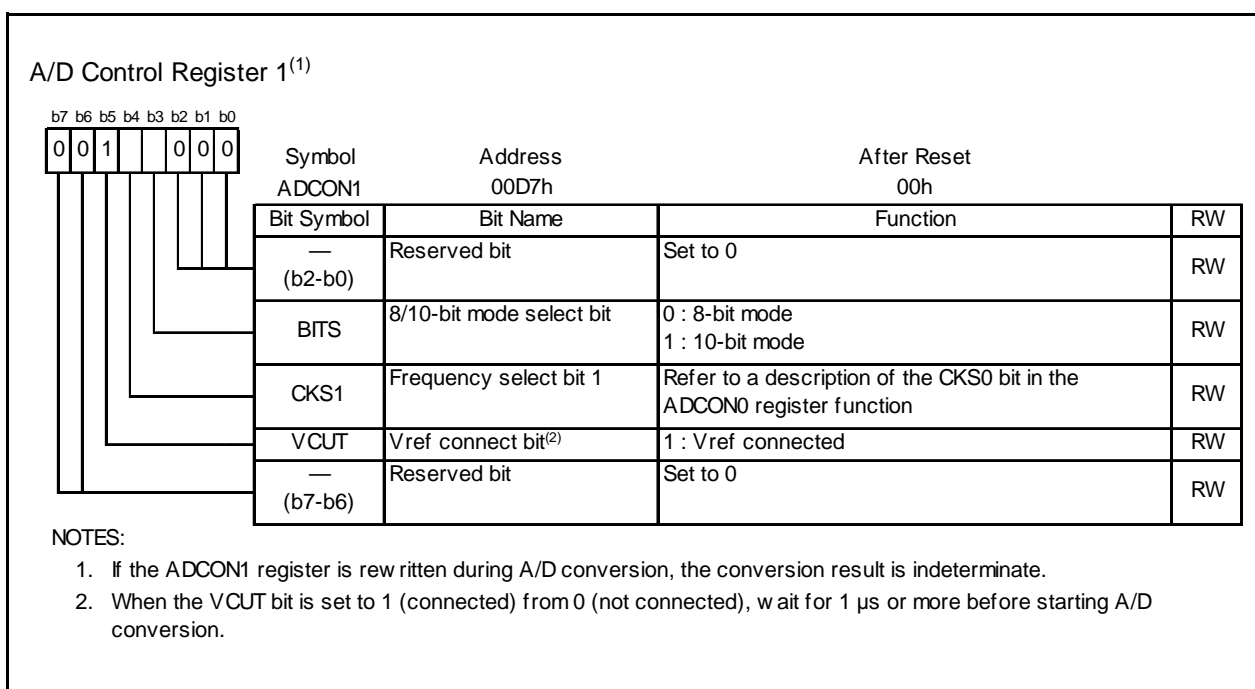 A/D Control Register 1(1)
b7 b6 b5 b4 b3 b2 b1 b0
0 0 1 0 0 0
Symbol Address After Reset
ADCON1 00D7h 00h
Bit Symbol Bit Name Function RW
— (b2-b0) Reserved bit Set to 0 RW
BITS 8/10-bit mode select bit 0 : 8-bit mode
1 : 10-bit mode RW
CKS1 Frequency select bit 1 Refer to a description of the CKS0 bit in the
ADCON0 register function RW
VCUT Vref connect bit(2) 1 : Vref connected RW
— (b7-b6) Reserved bit Set to 0 RW
NOTES:
1. If the ADCON1 register is rewritten during A/D conversion, the conversion result is indeterminate.
2. When the VCUT bit is set to 1 (connected) from 0 (not connected), wait for 1 µs or more before starting A/D
conversion.